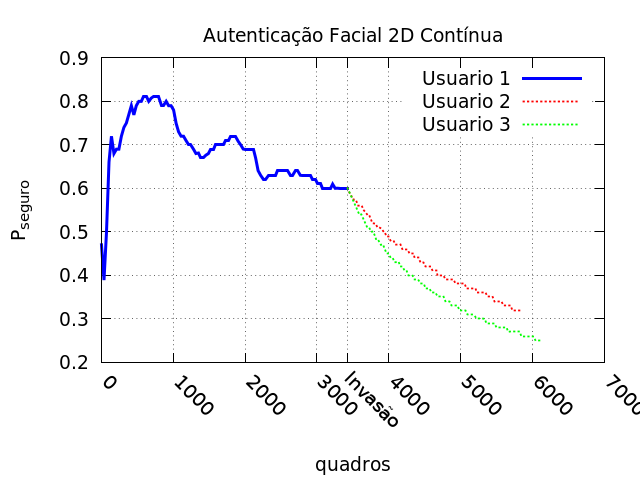 Autenticação Facial 2D Contínua
0.9
0.8
0.7
0.6
0.5
0.4
0.3
0.2
Pseguro
Usuario 1
Usuario 2
Usuario 3
0
1000
2000
3000
Invasão
4000
5000
6000
7000
quadros